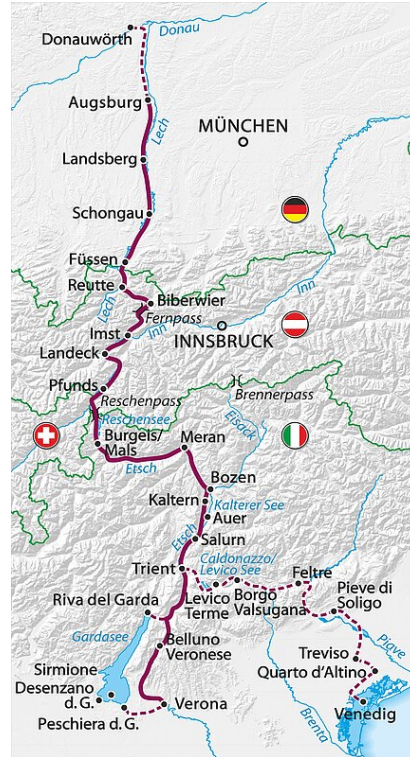 Donauwörth
Donau
Augsburg
Lech
MÜNCHEN
Landsberg
Schongau
Füssen
Reutte
Lech
Biberwier
Fernpass
Inn
Imst
Inn
INNSBRUCK
Landeck
Pfunds
Reschenpass
Brennerpass
Reschensee
Burgeis/
Mals
Meran
Eisack
Etsch
Bozen
Kaltern
Kalterer See
Auer
Etsch
Salurn
Caldonazzo/
Levico See
Trient
Feltre
Levico
Terme
Borgo
Valsugana
Pieve di
Soligo
Riva del Garda
Gardasee
Belluno
Veronese
Piave
Treviso
Quarto d'Altino
Sirmione
Desenzano
d. G.
Peschiera d. G.
Verona
Brenta
Venedig